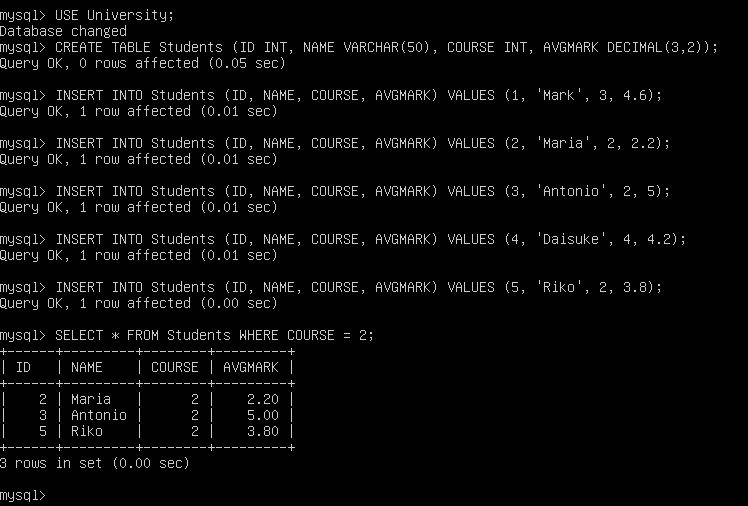 mysql> USE University;
Database changed
mysql> CREATE TABLE Students (ID INT, NAME VARCHAR(50), COURSE INT, AVGMARK DECIMAL(3,2));
Query OK, 0 rows affected (0.05 sec)

mysql> INSERT INTO Students (ID, NAME, COURSE, AVGMARK) VALUES (1, 'Mark', 3, 4.6);
Query OK, 1 row affected (0.01 sec)

mysql> INSERT INTO Students (ID, NAME, COURSE, AVGMARK) VALUES (2, 'Maria', 2, 2.2);
Query OK, 1 row affected (0.01 sec)

mysql> INSERT INTO Students (ID, NAME, COURSE, AVGMARK) VALUES (3, 'Antonio', 2, 5);
Query OK, 1 row affected (0.01 sec)

mysql> INSERT INTO Students (ID, NAME, COURSE, AVGMARK) VALUES (4, 'Daisuke', 4, 4.2);
Query OK, 1 row affected (0.01 sec)

mysql> INSERT INTO Students (ID, NAME, COURSE, AVGMARK) VALUES (5, 'Riko', 2, 3.8);
Query OK, 1 row affected (0.00 sec)

mysql> SELECT * FROM Students WHERE COURSE = 2;
+------+---------+--------+---------+
| ID   | NAME    | COURSE | AVGMARK |
+------+---------+--------+---------+
|    2 | Maria   |      2 |    2.20 |
|    3 | Antonio |      2 |    5.00 |
|    5 | Riko    |      2 |    3.80 |
+------+---------+--------+---------+
3 rows in set (0.00 sec)

mysql>